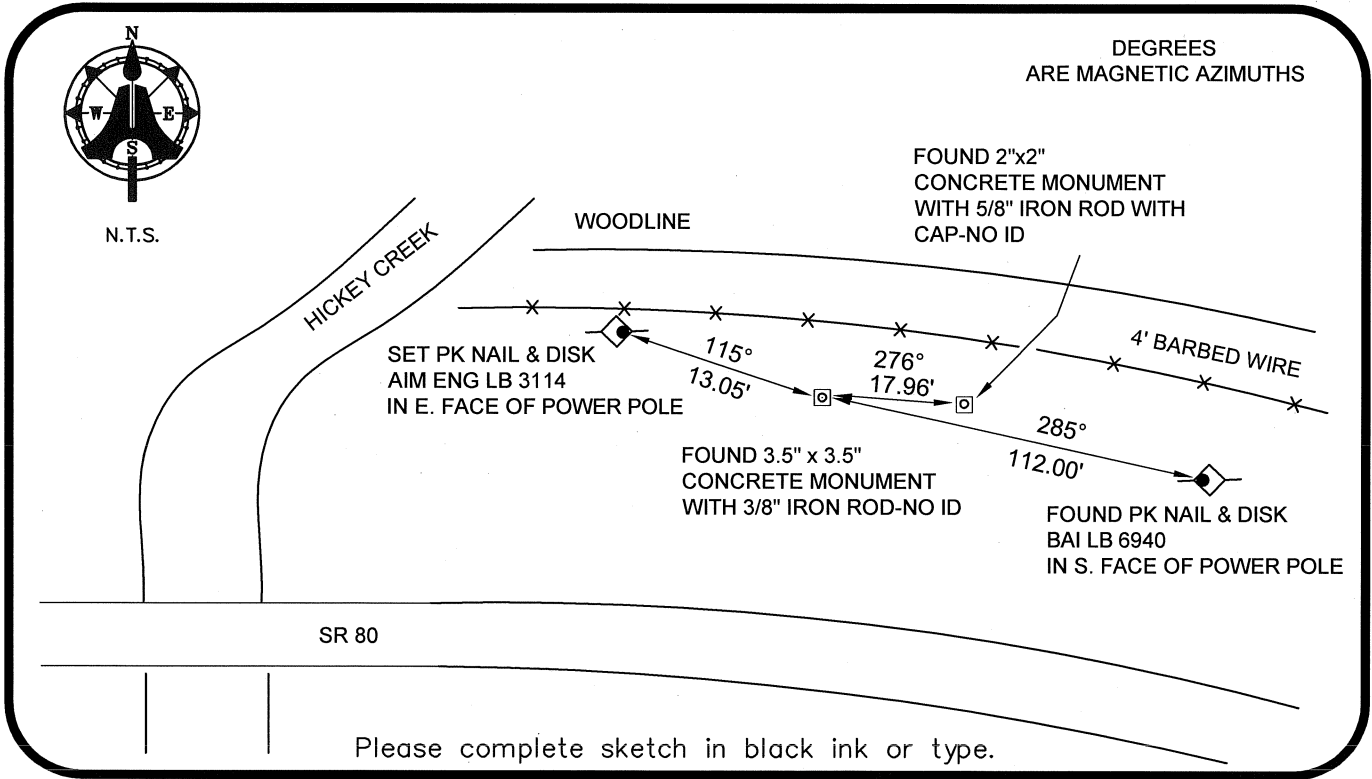 N
W E
S
N.T.S.
DEGREES
ARE MAGNETIC AZIMUTHS
FOUND 2"x2"
CONCRETE MONUMENT
WITH 5/8" IRON ROD WITH
CAP-NO ID
WOODLINE
HICKEY CREEK
4' BARBED WIRE
SET PK NAIL & DISK
AIM ENG LB 3114
IN E. FACE OF POWER POLE
115°
13.05'
276°
17.96'
285°
112.00'
FOUND 3.5" x 3.5"
CONCRETE MONUMENT
WITH 3/8" IRON ROD-NO ID
FOUND PK NAIL & DISK
BAI LB 6940
IN S. FACE OF POWER POLE
SR 80
Please complete sketch in black ink or type.